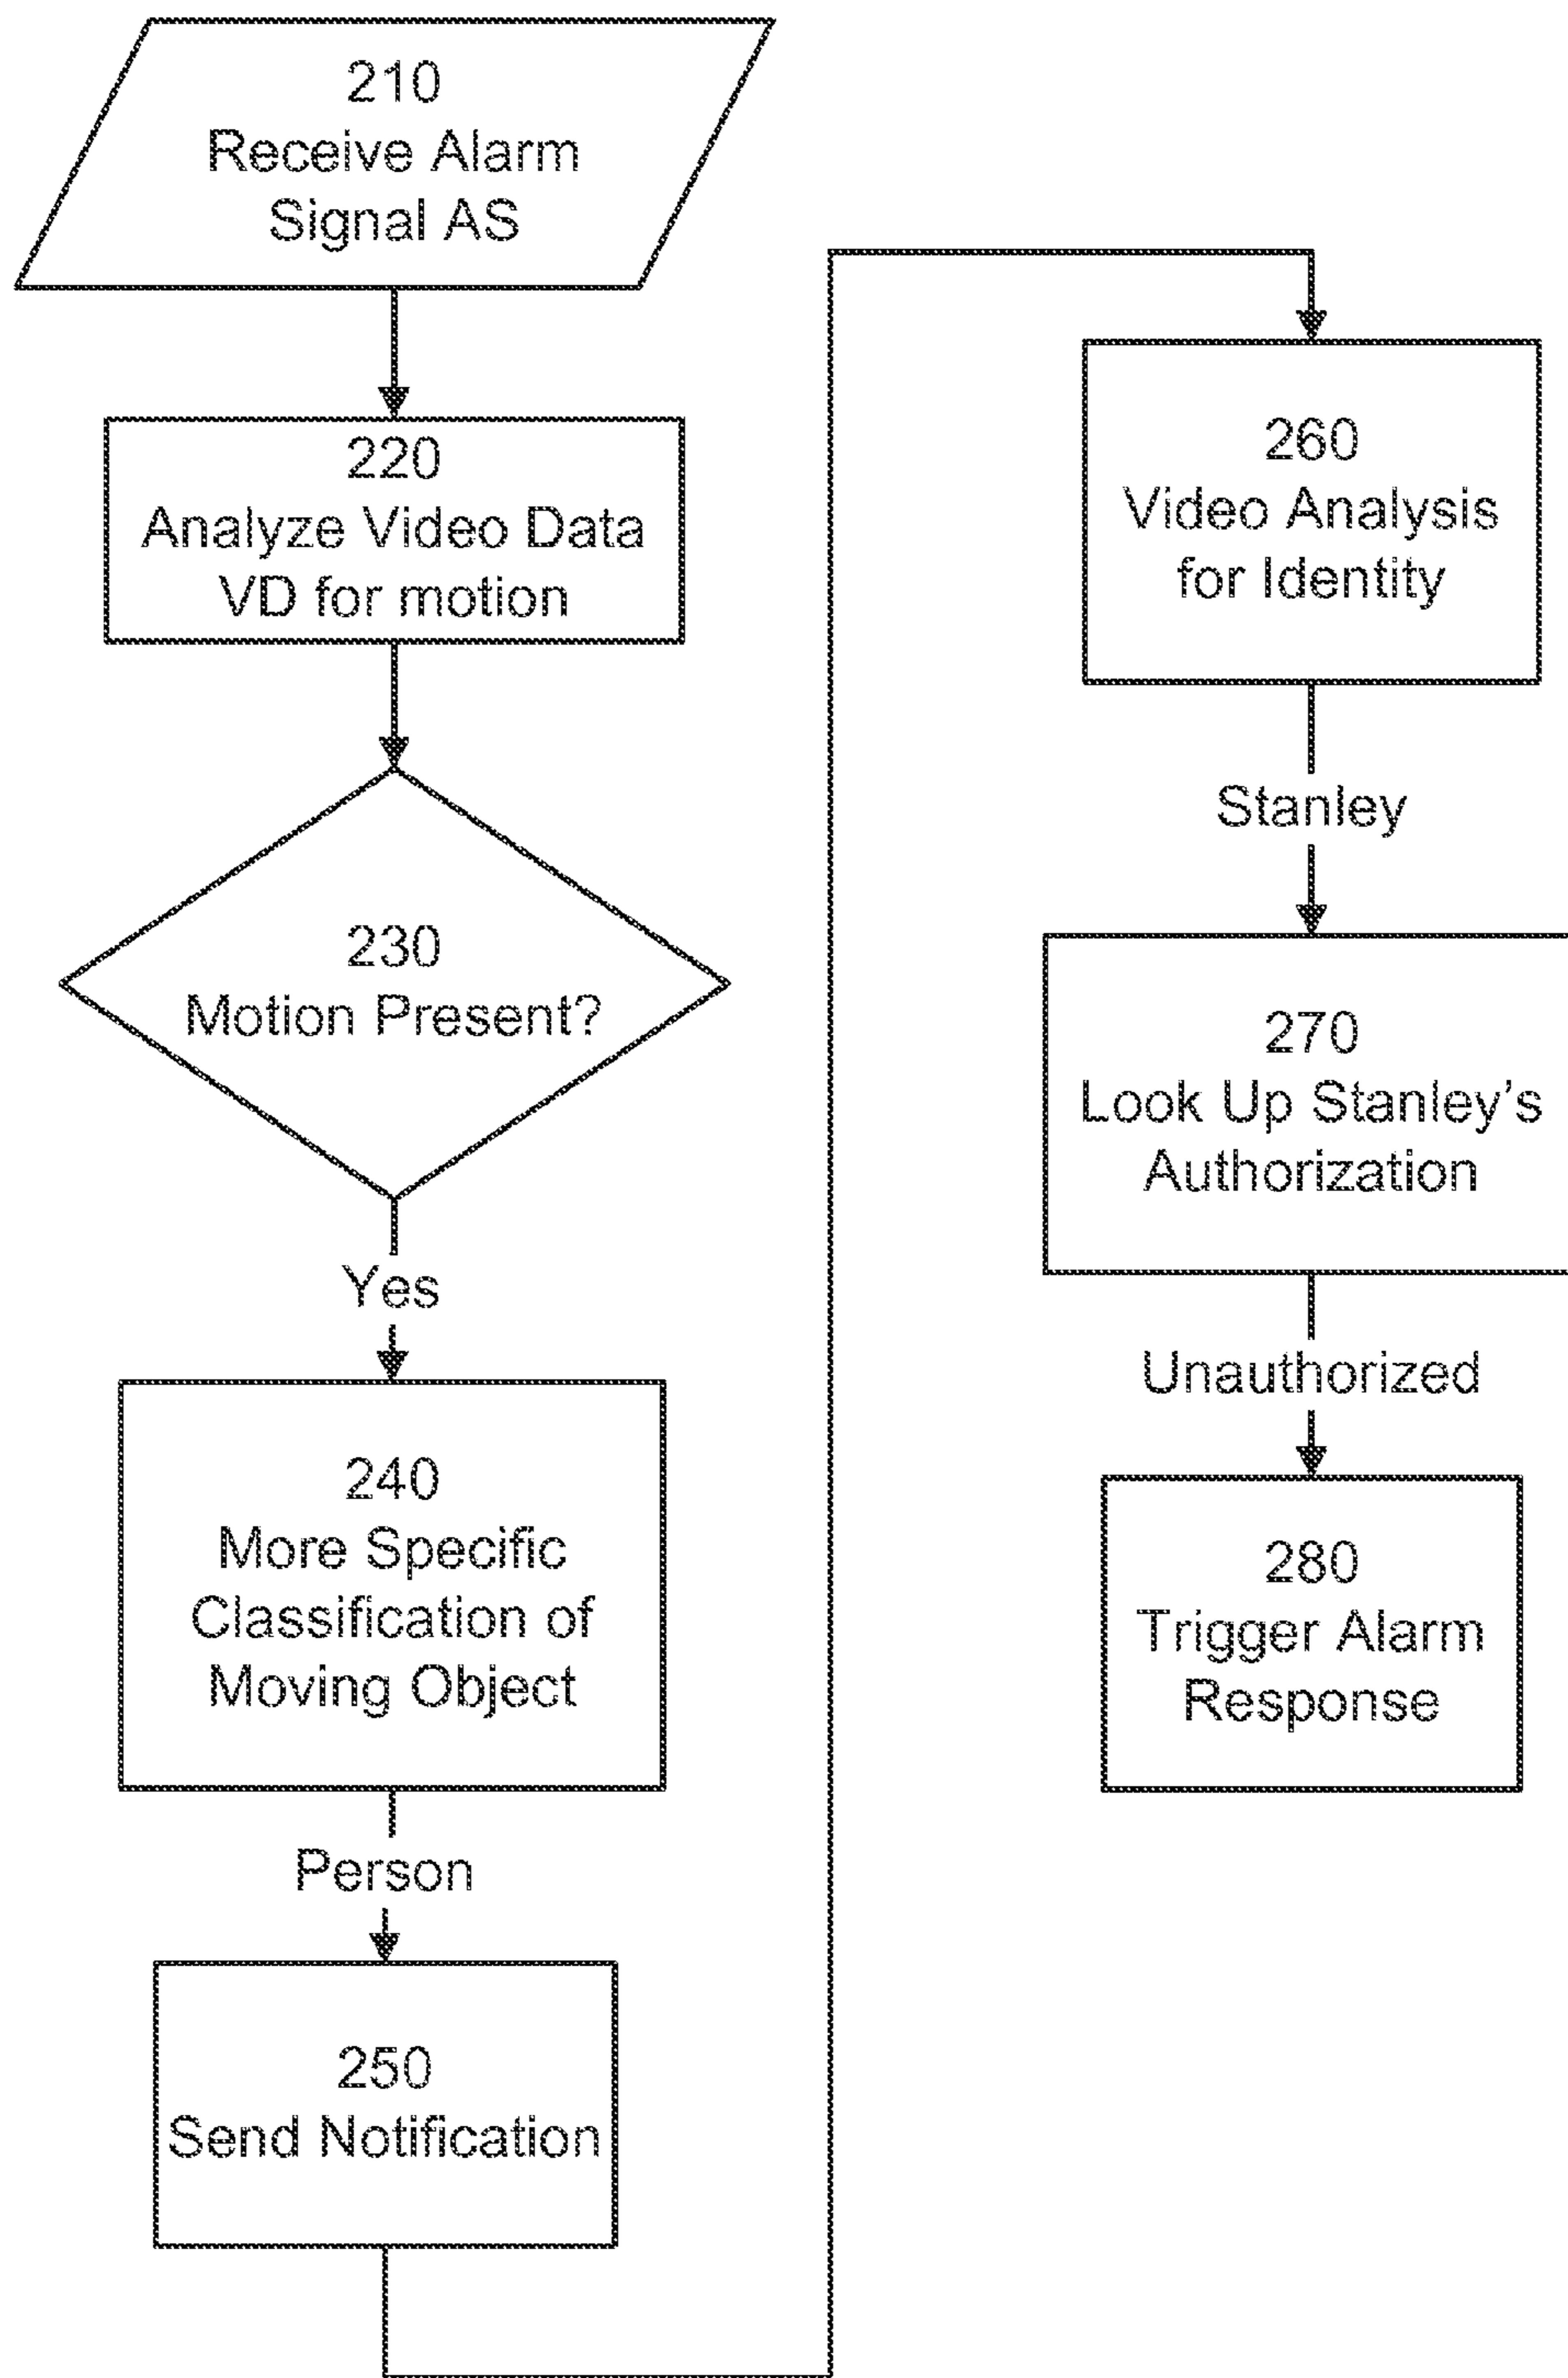 210
Receive Alarm
Signal AS
220
Analyze Video Data
VD for motion
230
Motion Present?
Yes
240
More Specific
Classification of
Moving Object
Person
250
Send Notification
260
Video Analysis
for Identity
Stanley
270
Look Up Stanley's
Authorization
Unauthorized
280
Trigger Alarm
Response